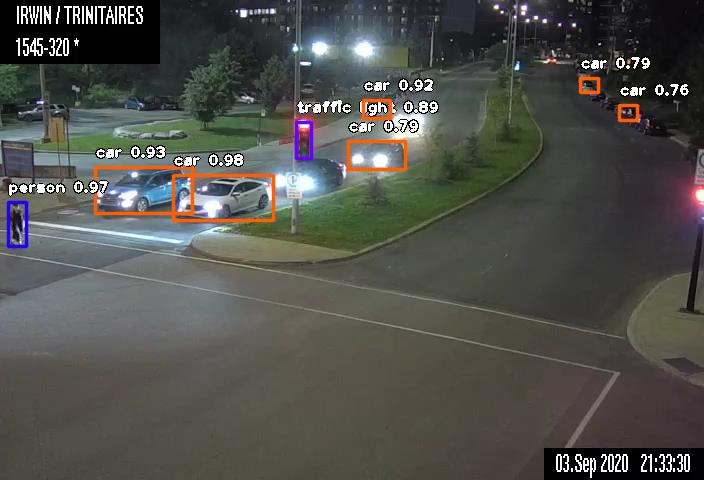 IRWIN / TRINITAIRES
1545-320 *
car 0.79
car 0.92
car 0.76
traffic light 0.89
car 0.79
car 0.93
car 0.98
person 0.97
03.Sep 2020 21:33:30